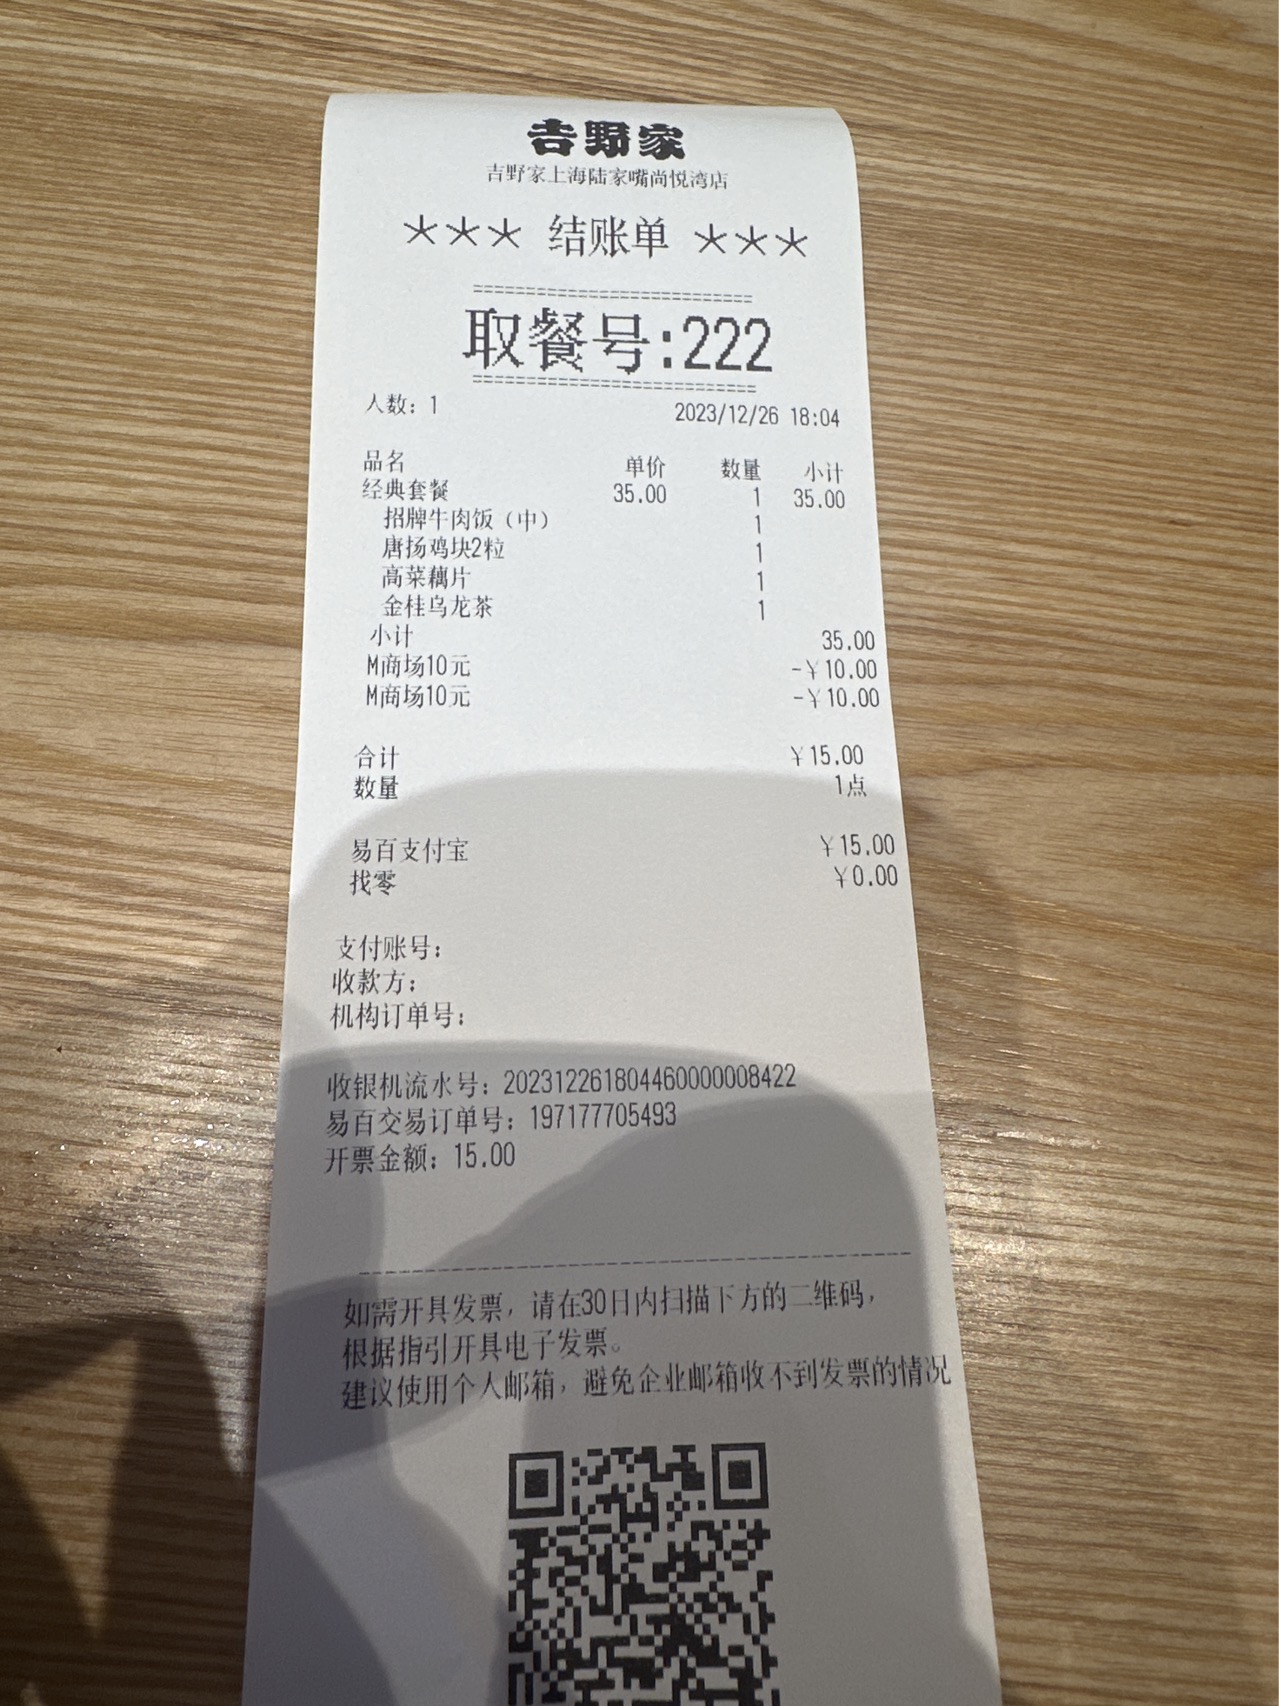 吉野家
吉野家上海陆家嘴尚悦湾店
*** 结账单 ***
取餐号:222
人数: 1 2023/12/26 18:04
品名 单价 数量 小计
经典套餐 35.00 1 35.00
招牌牛肉饭（中） 1
唐扬鸡块2粒 1
高菜藕片 1
金桂乌龙茶 1
小计 35.00
M商场10元 -￥10.00
M商场10元 -￥10.00
合计 ￥15.00
数量 1点
易百支付宝 ￥15.00
找零 ￥0.00
支付账号:
收款方:
机构订单号:
收银机流水号: 202312261804460000008422
易百交易订单号: 197177705493
开票金额: 15.00
如需开具发票，请在30日内扫描下方的二维码，
根据指引开具电子发票。
建议使用个人邮箱，避免企业邮箱收不到发票的情况